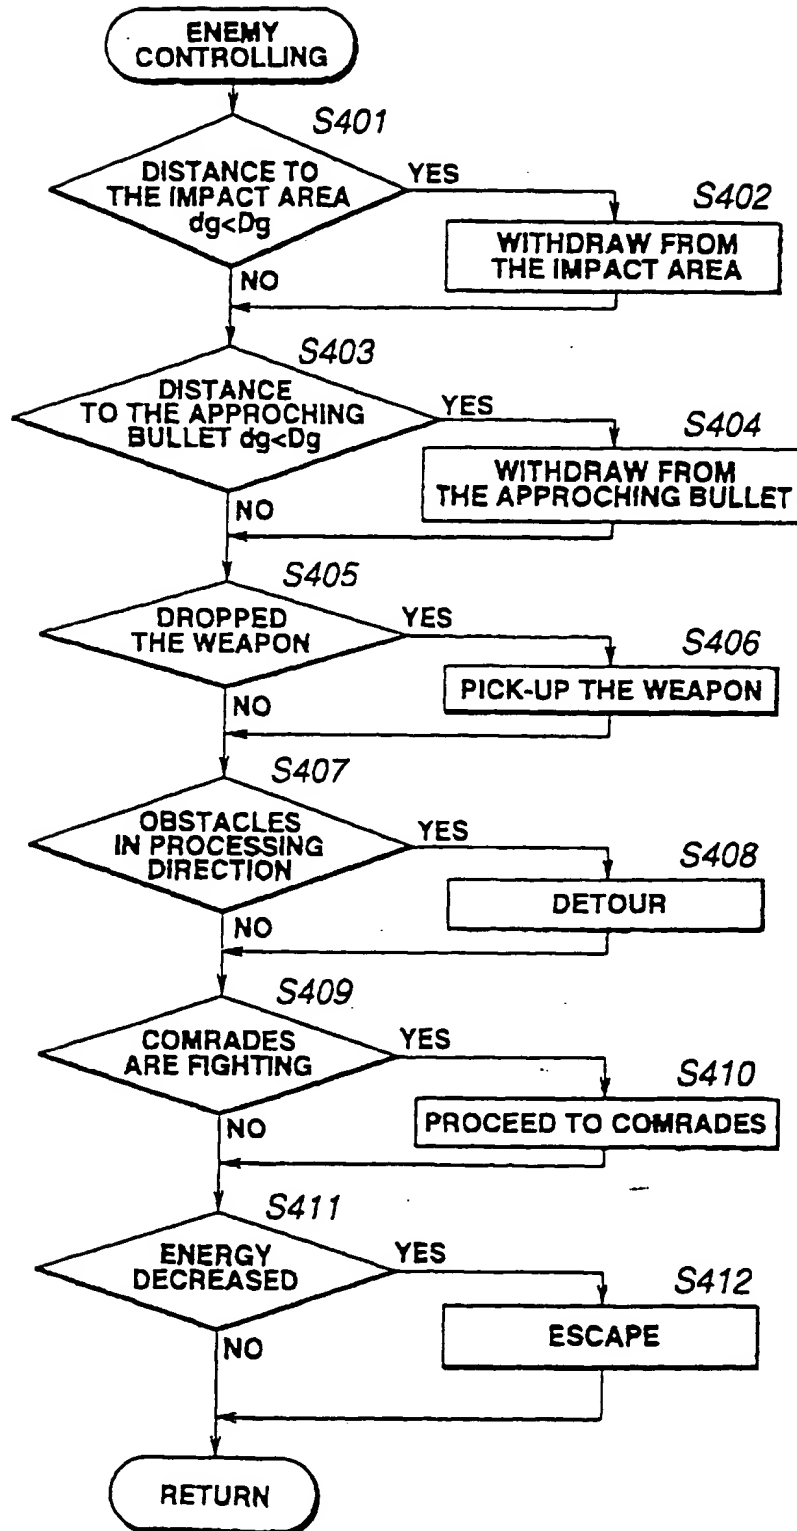 ENEMY
CONTROLLING
S401
DISTANCE TO
THE IMPACT AREA
dg<Dg
YES
S402
WITHDRAW FROM
THE IMPACT AREA
NO
S403
DISTANCE
TO THE APPROCHING
BULLET dg<Dg
YES
S404
WITHDRAW FROM
THE APPROCHING BULLET
NO
S405
DROPPED
THE WEAPON
YES
S406
PICK-UP THE WEAPON
NO
S407
OBSTACLES
IN PROCESSING
DIRECTION
YES
S408
DETOUR
NO
S409
COMRADES
ARE FIGHTING
YES
S410
PROCEED TO COMRADES
NO
S411
ENERGY
DECREASED
YES
S412
ESCAPE
NO
RETURN